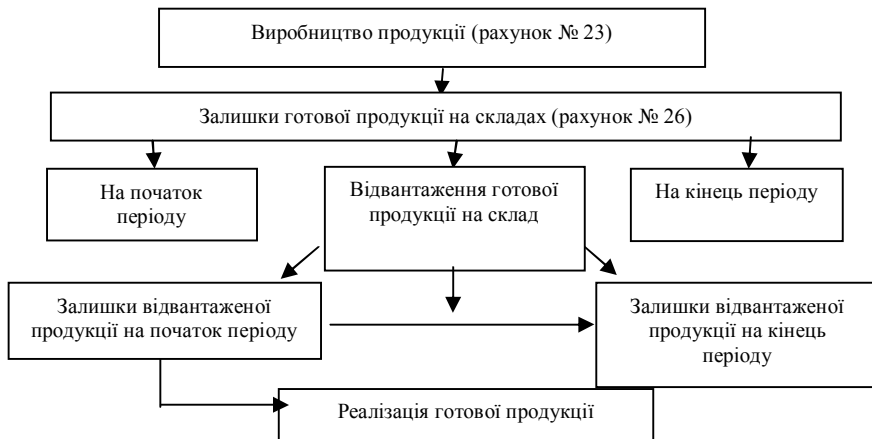 Виробництво продукції (рахунок № 23)
Залишки готової продукції на складах (рахунок № 26)
На початок
періоду
Відвантаження готової
продукції на склад
На кінець періоду
Залишки відвантаженої
продукції на початок періоду
Залишки відвантаженої
продукції на кінець
періоду
Реалізація готової продукції